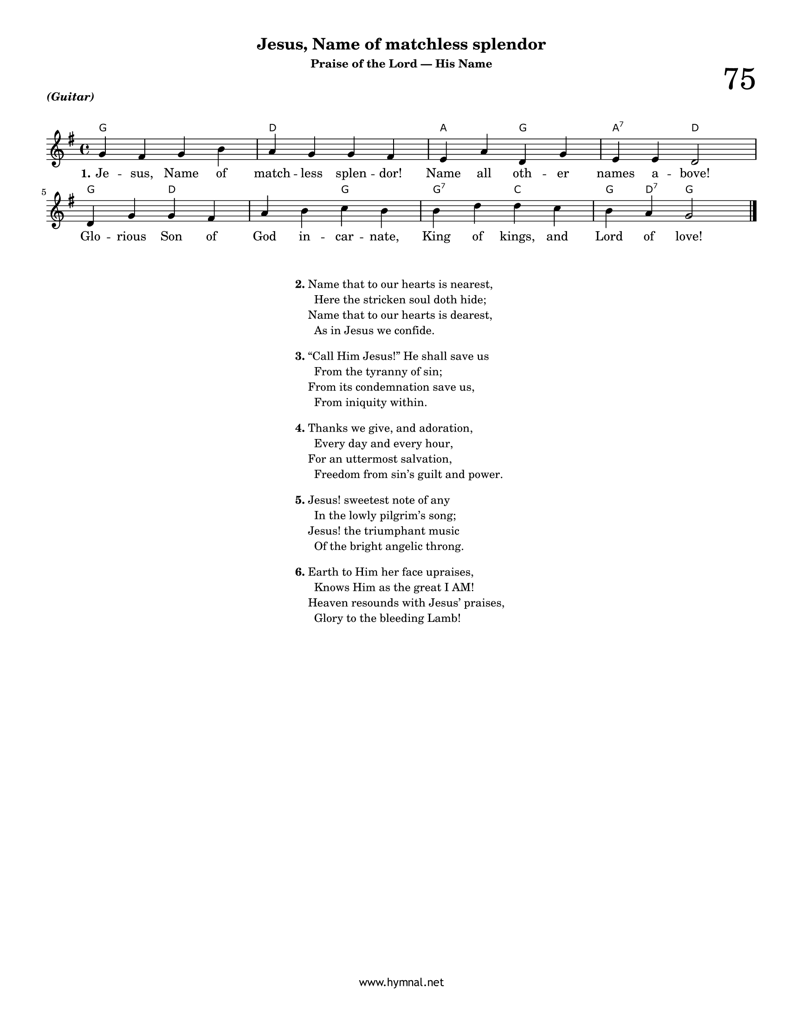 Jesus, Name of matchless splendor
Praise of the Lord — His Name
75
(Guitar)
G D A G A7 D
1. Je - sus, Name of match - less splen - dor! Name all oth - er names a - bove!
5
G D G G7 C G D7 G
Glo - rious Son of God in - car - nate, King of kings, and Lord of love!
2. Name that to our hearts is nearest,
Here the stricken soul doth hide;
Name that to our hearts is dearest,
As in Jesus we confide.
3. “Call Him Jesus!” He shall save us
From the tyranny of sin;
From its condemnation save us,
From iniquity within.
4. Thanks we give, and adoration,
Every day and every hour,
For an uttermost salvation,
Freedom from sin’s guilt and power.
5. Jesus! sweetest note of any
In the lowly pilgrim’s song;
Jesus! the triumphant music
Of the bright angelic throng.
6. Earth to Him her face upraises,
Knows Him as the great I AM!
Heaven resounds with Jesus’ praises,
Glory to the bleeding Lamb!
www.hymnal.net